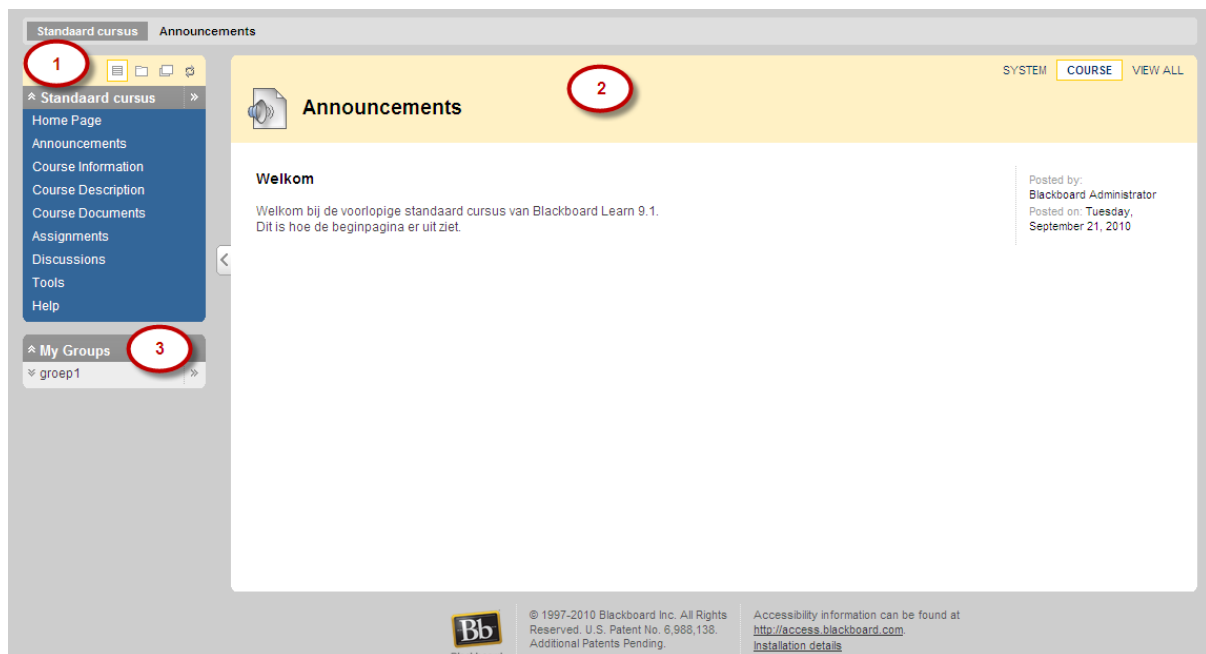 Standaard cursus Announcements
1
Standaard cursus
Home Page
Announcements
Course Information
Course Description
Course Documents
Assignments
Discussions
Tools
Help
My Groups
3
groep1
2
SYSTEM COURSE VIEW ALL
Announcements
Welkom
Welkom bij de voorlopige standaard cursus van Blackboard Learn 9.1.
Dit is hoe de beginpagina er uit ziet.
Posted by:
Blackboard Administrator
Posted on: Tuesday,
September 21, 2010
Bb
© 1997-2010 Blackboard Inc. All Rights
Reserved. U.S. Patent No. 6,988,138.
Additional Patents Pending.
Accessibility information can be found at
http://access.blackboard.com.
Installation details